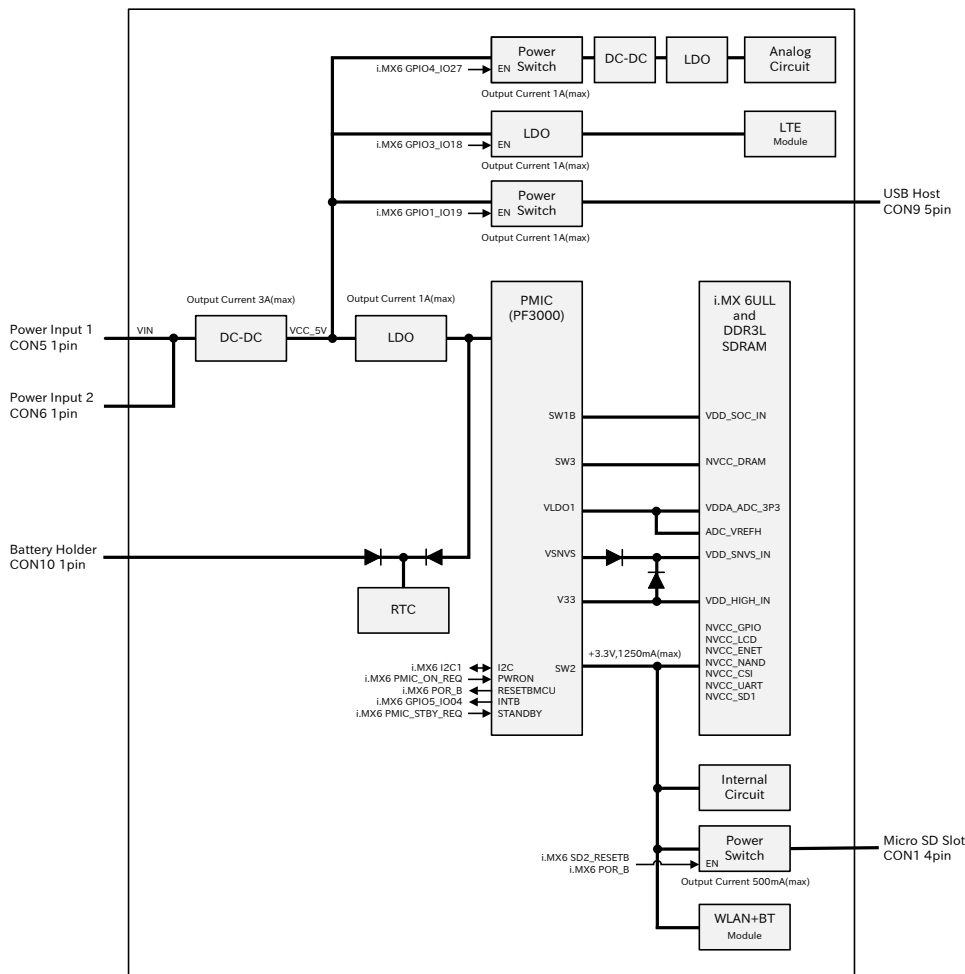 Power
Switch
DC-DC
LDO
Analog
Circuit
i.MX6 GPIO4_IO27
EN
Output Current 1A(max)
LDO
LTE
Module
i.MX6 GPIO3_IO18
EN
Output Current 1A(max)
Power
Switch
USB Host
CON9 5pin
i.MX6 GPIO1_IO19
EN
Output Current 1A(max)
Output Current 3A(max)
Output Current 1A(max)
PMIC
(PF3000)
i.MX 6ULL
and
DDR3L
SDRAM
Power Input 1
CON5 1pin
VIN
DC-DC
VCC_5V
LDO
Power Input 2
CON6 1pin
SW1B
VDD_SOC_IN
SW3
NVCC_DRAM
VLDO1
VDDA_ADC_3P3
ADC_VREFH
Battery Holder
CON10 1pin
VSNVS
VDD_SNVS_IN
RTC
V33
VDD_HIGH_IN
NVCC_GPIO
NVCC_LCD
NVCC_ENET
NVCC_NAND
NVCC_CSI
NVCC_UART
NVCC_SD1
+3.3V,1250mA(max)
SW2
i.MX6 I2C1
I2C
i.MX6 PMIC_ON_REQ
PWRON
i.MX6 POR_B
RESETBMCU
i.MX6 GPIO5_IO04
INTB
i.MX6 PMIC_STBY_REQ
STANDBY
Internal
Circuit
Power
Switch
Micro SD Slot
CON1 4pin
i.MX6 SD2_RESETB
i.MX6 POR_B
EN
Output Current 500mA(max)
WLAN+BT
Module